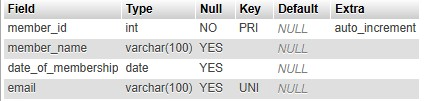 Field Type Null Key Default Extra
member_id int NO PRI NULL auto_increment
member_name varchar(100) YES NULL
date_of_membership date YES NULL
email varchar(100) YES UNI NULL